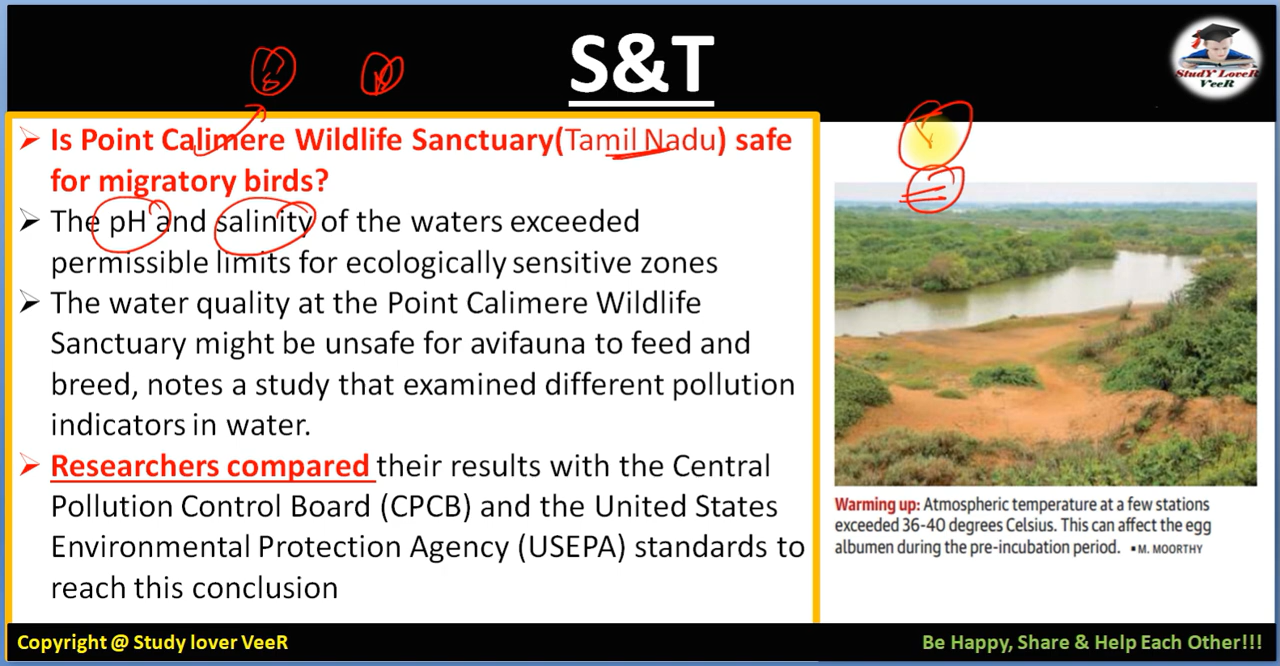 S&T
StudY LoveR
VeeR
➢ Is Point Calimere Wildlife Sanctuary(Tamil Nadu) safe
for migratory birds?
➢ The pH and salinity of the waters exceeded
permissible limits for ecologically sensitive zones
➢ The water quality at the Point Calimere Wildlife
Sanctuary might be unsafe for avifauna to feed and
breed, notes a study that examined different pollution
indicators in water.
➢ Researchers compared their results with the Central
Pollution Control Board (CPCB) and the United States
Environmental Protection Agency (USEPA) standards to
reach this conclusion
Warming up: Atmospheric temperature at a few stations
exceeded 36-40 degrees Celsius. This can affect the egg
albumen during the pre-incubation period. ▪M. MOORTHY
Copyright @ Study lover VeeR
Be Happy, Share & Help Each Other!!!